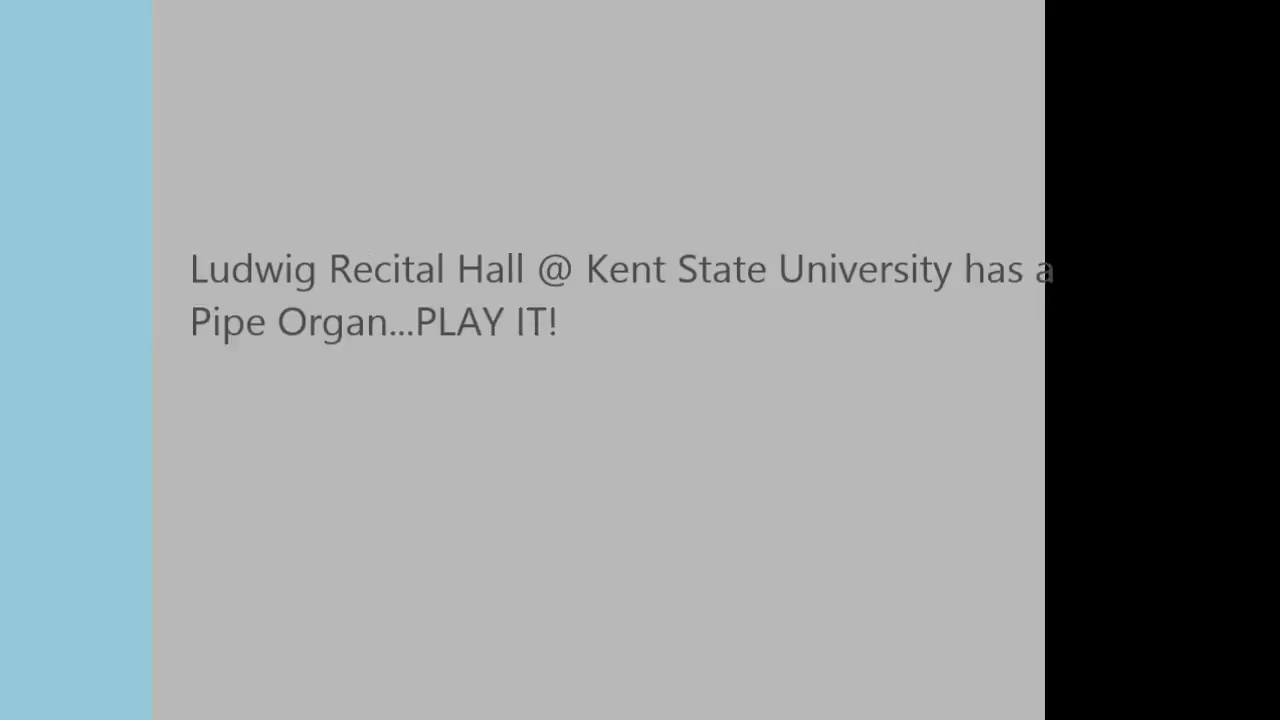 Ludwig Recital Hall @ Kent State University has a
Pipe Organ...PLAY IT!